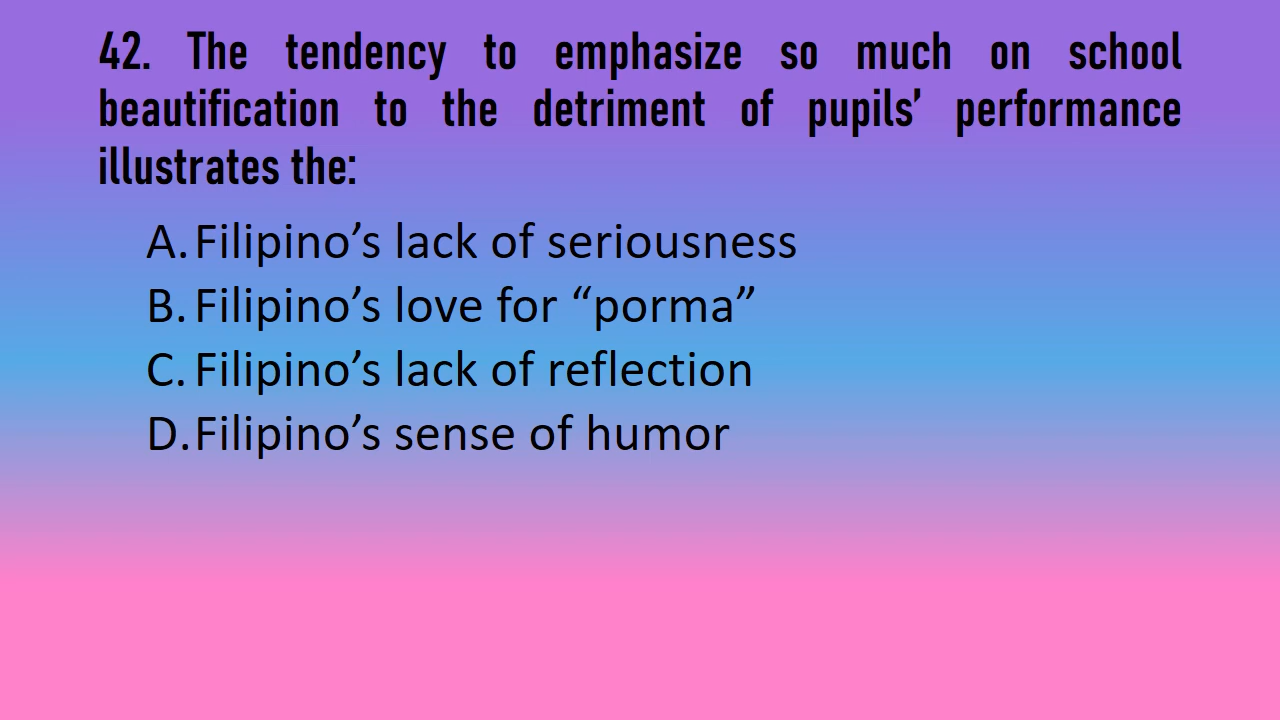 42. The tendency to emphasize so much on school
beautification to the detriment of pupils’ performance
illustrates the:
A. Filipino’s lack of seriousness
B. Filipino’s love for “porma”
C. Filipino’s lack of reflection
D. Filipino’s sense of humor